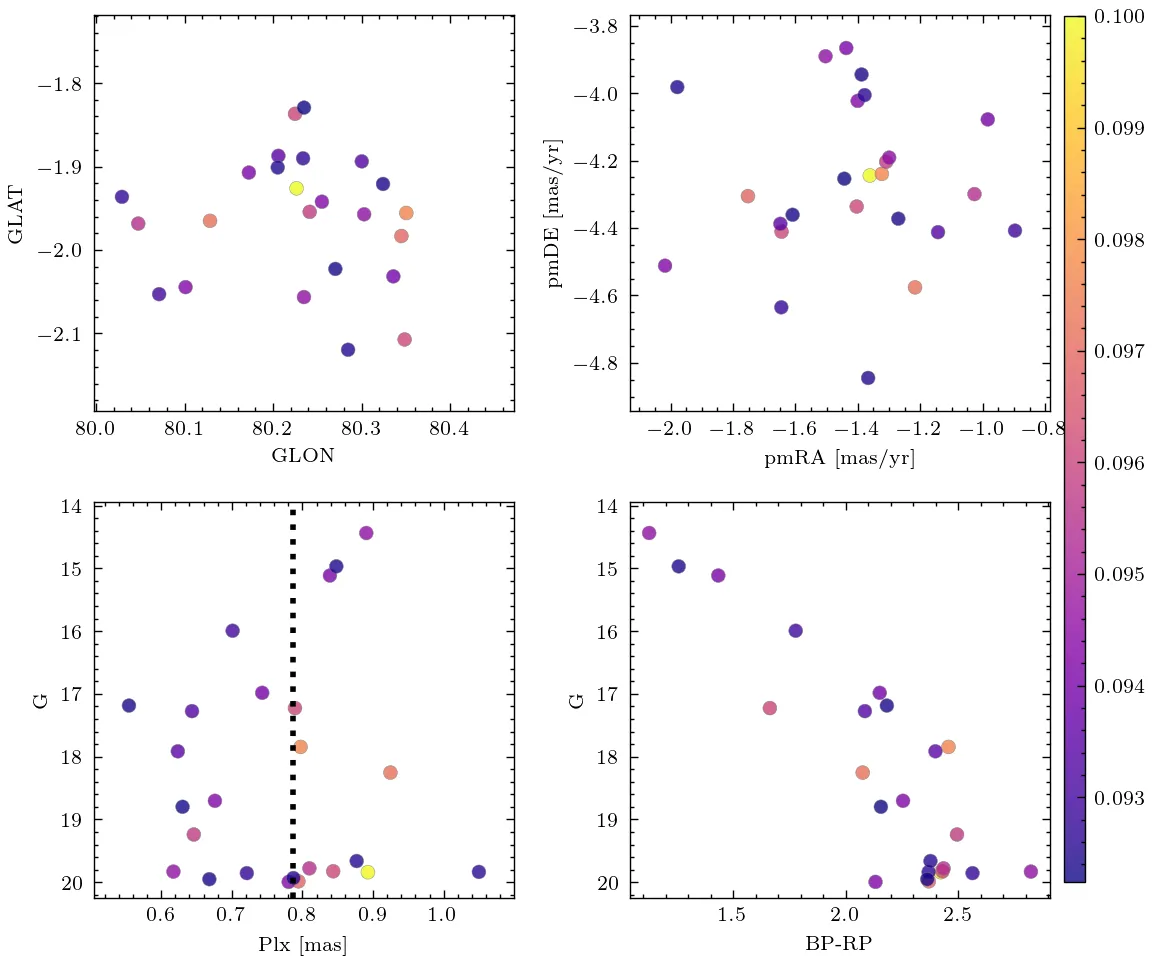 −1.8
−1.9
−2.0
−2.1
GLAT
80.0 80.1 80.2 80.3 80.4
GLON
−3.8
−4.0
−4.2
−4.4
−4.6
−4.8
pmDE [mas/yr]
−2.0 −1.8 −1.6 −1.4 −1.2 −1.0 −0.8
pmRA [mas/yr]
0.100
0.099
0.098
0.097
0.096
0.095
0.094
0.093
14
15
16
17
18
19
20
G
0.6 0.7 0.8 0.9 1.0
Plx [mas]
14
15
16
17
18
19
20
G
1.5 2.0 2.5
BP-RP